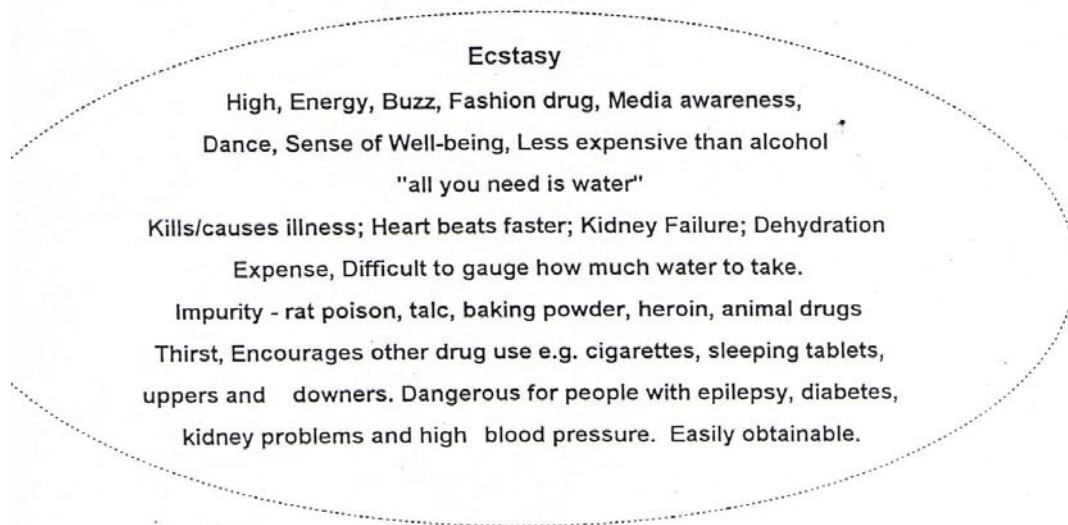 Ecstasy
High, Energy, Buzz, Fashion drug, Media awareness,
Dance, Sense of Well-being, Less expensive than alcohol
"all you need is water"
Kills/causes illness; Heart beats faster; Kidney Failure; Dehydration
Expense, Difficult to gauge how much water to take.
Impurity - rat poison, talc, baking powder, heroin, animal drugs
Thirst, Encourages other drug use e.g. cigarettes, sleeping tablets,
uppers and downers. Dangerous for people with epilepsy, diabetes,
kidney problems and high blood pressure. Easily obtainable.